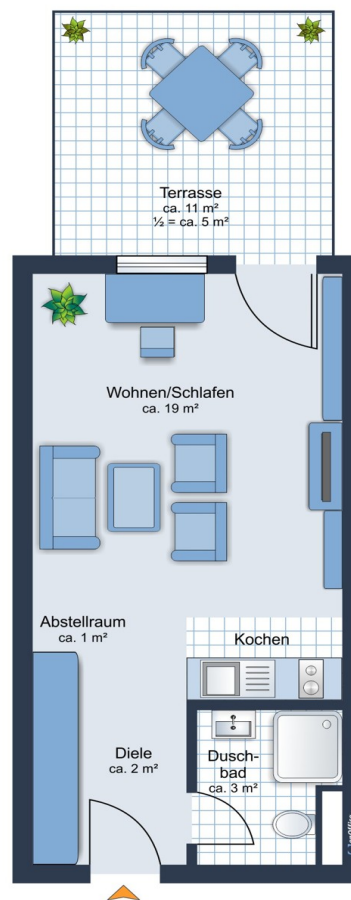 Terrasse
ca. 11 m²
½ = ca. 5 m²
Wohnen/Schlafen
ca. 19 m²
Abstellraum
ca. 1 m²
Kochen
Diele
ca. 2 m²
Dusch-
bad
ca. 3 m²